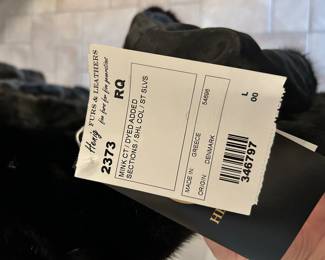 Henig
FURS & LEATHERS
fine furs for five generations
2373 RQ
MINK CT / DYED ADDED
SECTIONS / SHL COL / ST SLVS
MADE IN GREECE 5496
ORIGIN DENMARK
L
00
346797
H